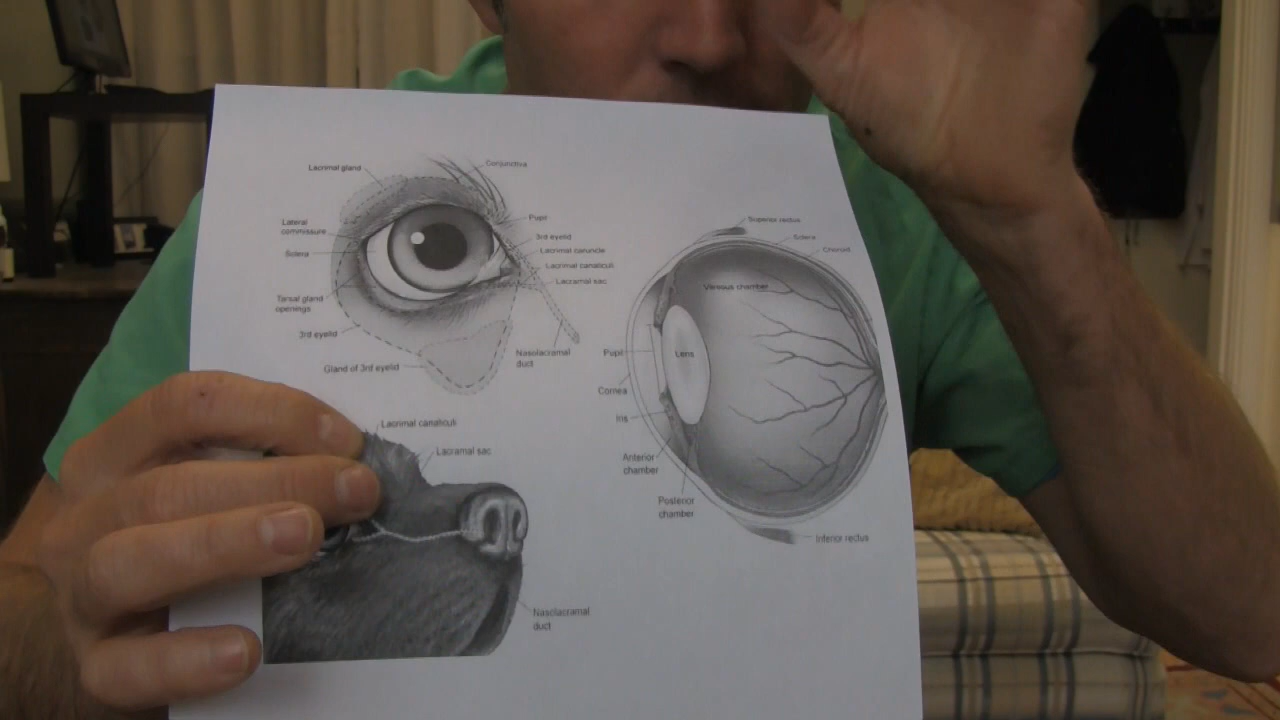 Lacrimal gland
Conjunctiva
Lateral
commissure
Pupil
Sclera
3rd eyelid
Lacrimal caruncle
Lacrimal canaliculi
Lacramal sac
Tarsal gland
openings
3rd eyelid
Gland of 3rd eyelid
Nasolacramal
duct
Superior rectus
Sclera
Choroid
Vitreous chamber
Pupil
Lens
Cornea
Iris
Anterior
chamber
Posterior
chamber
Inferior rectus
Lacrimal canaliculi
Lacramal sac
Nasolacramal
duct